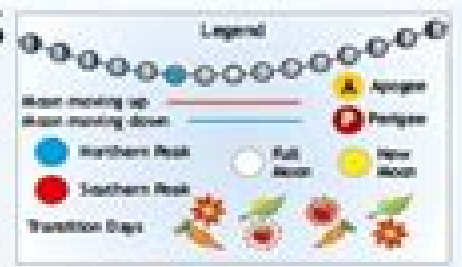 Legend
A Apogee
Moon moving up
Moon moving down
P Perigee
Northern Peak
Full Moon
New Moon
Southern Peak
Transition Days